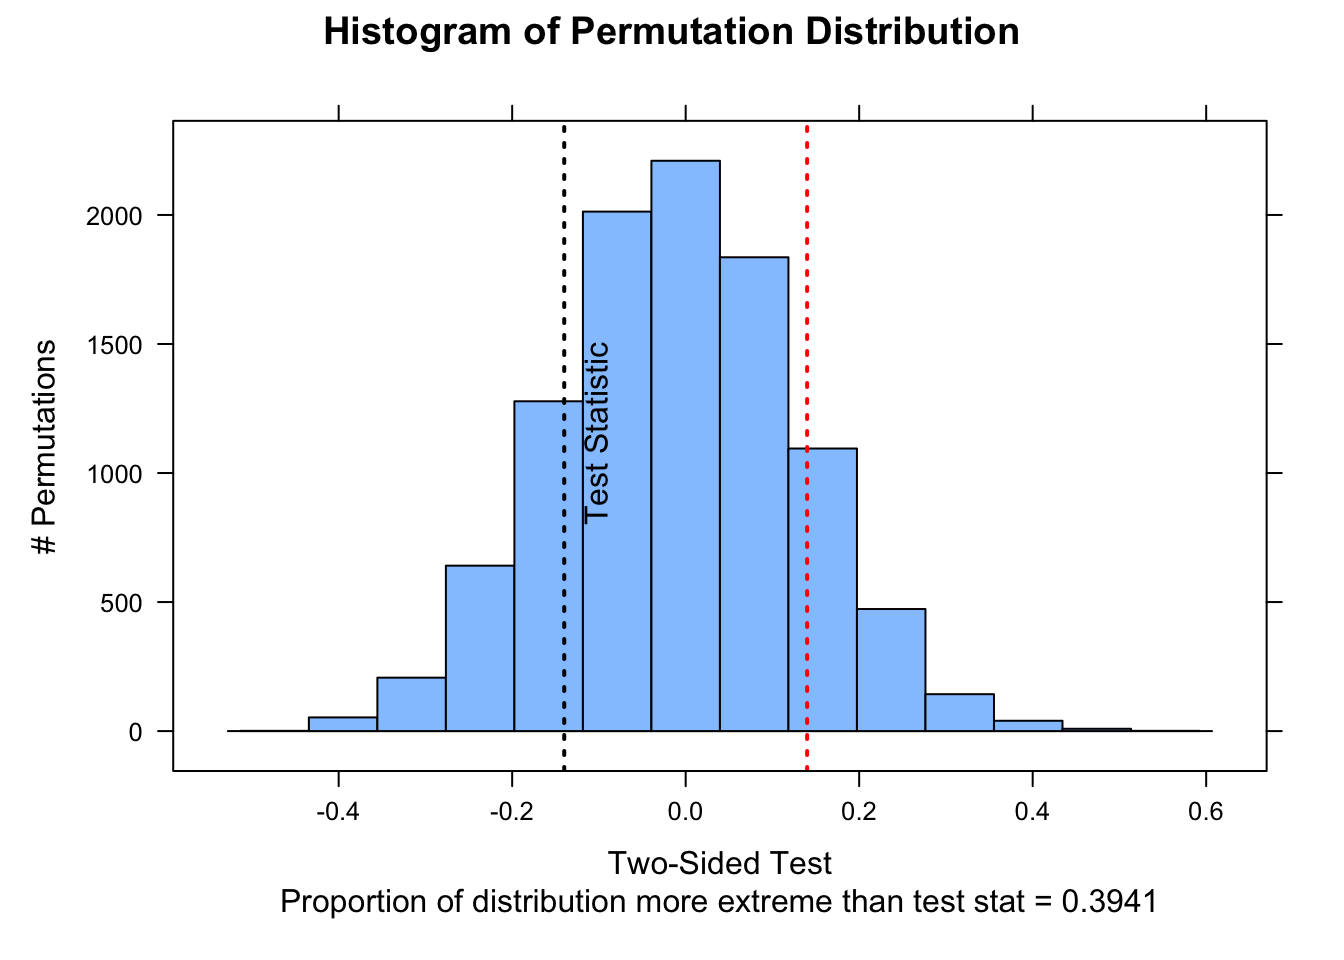 Histogram of Permutation Distribution
2000
1500
1000
500
0
# Permutations
Test Statistic
-0.4
-0.2
0.0
0.2
0.4
0.6
Two-Sided Test
Proportion of distribution more extreme than test stat = 0.3941